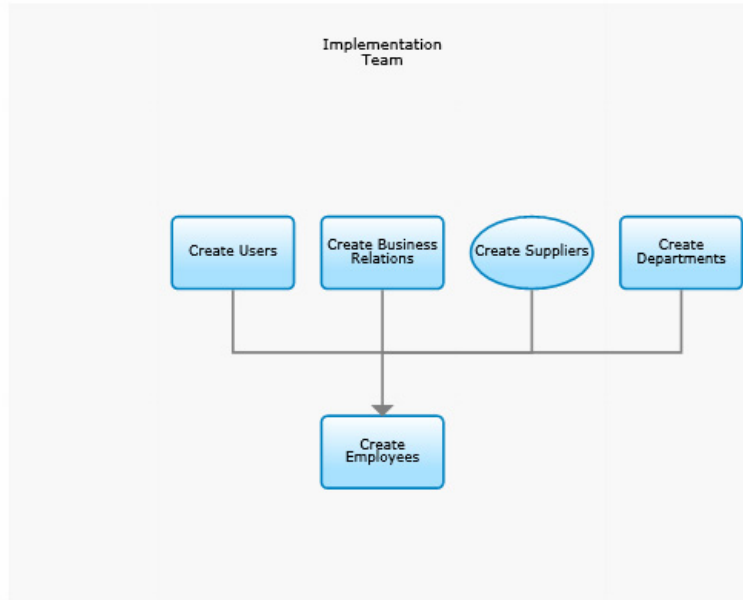 Implementation
Team
Create Users
Create Business
Relations
Create Suppliers
Create
Departments
Create
Employees